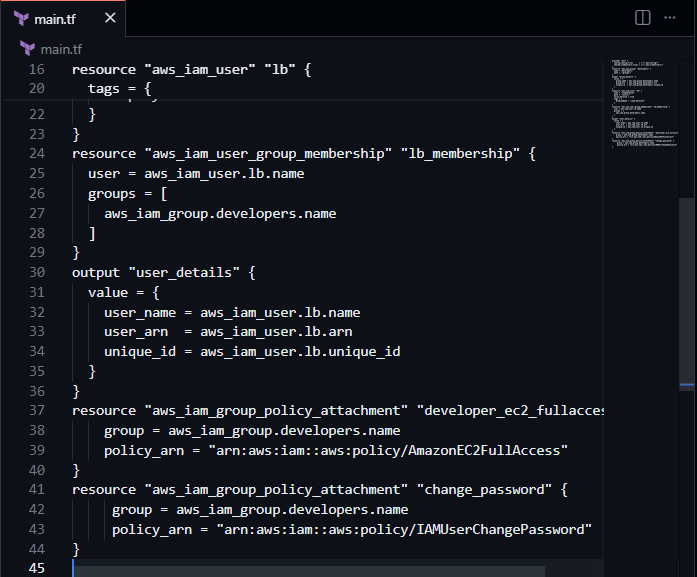 main.tf
main.tf
16 resource "aws_iam_user" "lb" {
20 tags = {
22 }
23 }
24 resource "aws_iam_user_group_membership" "lb_membership" {
25 user = aws_iam_user.lb.name
26 groups = [
27 aws_iam_group.developers.name
28 ]
29 }
30 output "user_details" {
31 value = {
32 user_name = aws_iam_user.lb.name
33 user_arn  = aws_iam_user.lb.arn
34 unique_id = aws_iam_user.lb.unique_id
35 }
36 }
37 resource "aws_iam_group_policy_attachment" "developer_ec2_fullacces
38 group = aws_iam_group.developers.name
39 policy_arn = "arn:aws:iam::aws:policy/AmazonEC2FullAccess"
40 }
41 resource "aws_iam_group_policy_attachment" "change_password" {
42 group = aws_iam_group.developers.name
43 policy_arn = "arn:aws:iam::aws:policy/IAMUserChangePassword"
44 }
45